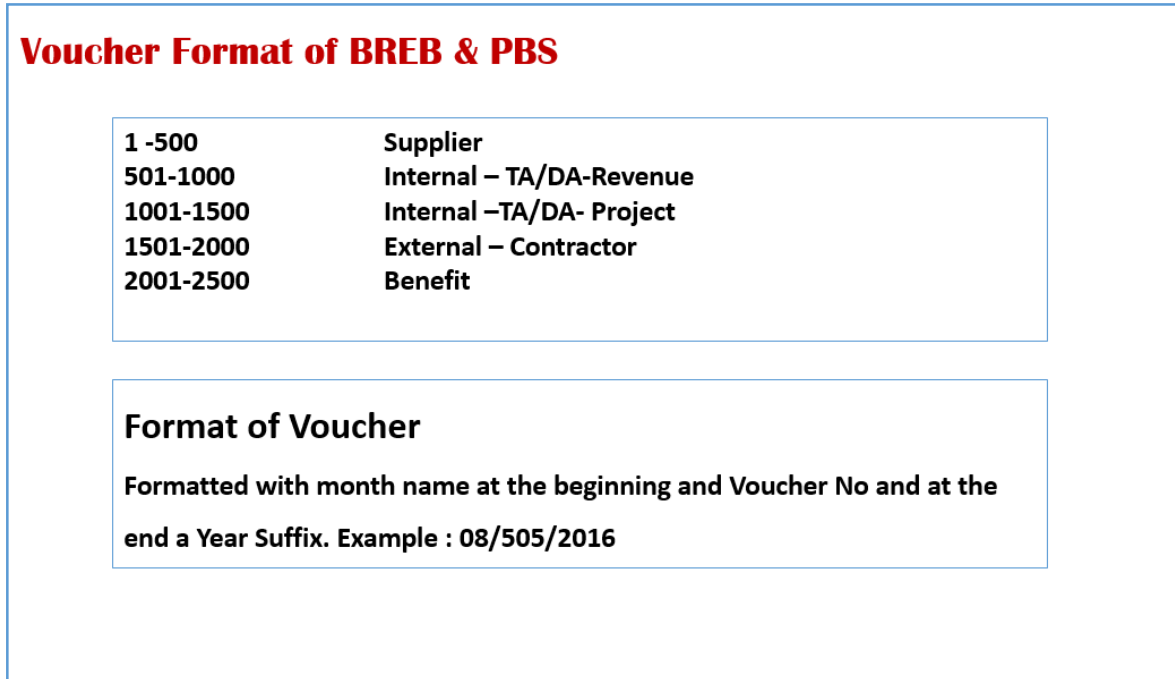 Voucher Format of BREB & PBS
1 -500 Supplier
501-1000 Internal – TA/DA-Revenue
1001-1500 Internal –TA/DA- Project
1501-2000 External – Contractor
2001-2500 Benefit
Format of Voucher
Formatted with month name at the beginning and Voucher No and at the
end a Year Suffix. Example : 08/505/2016